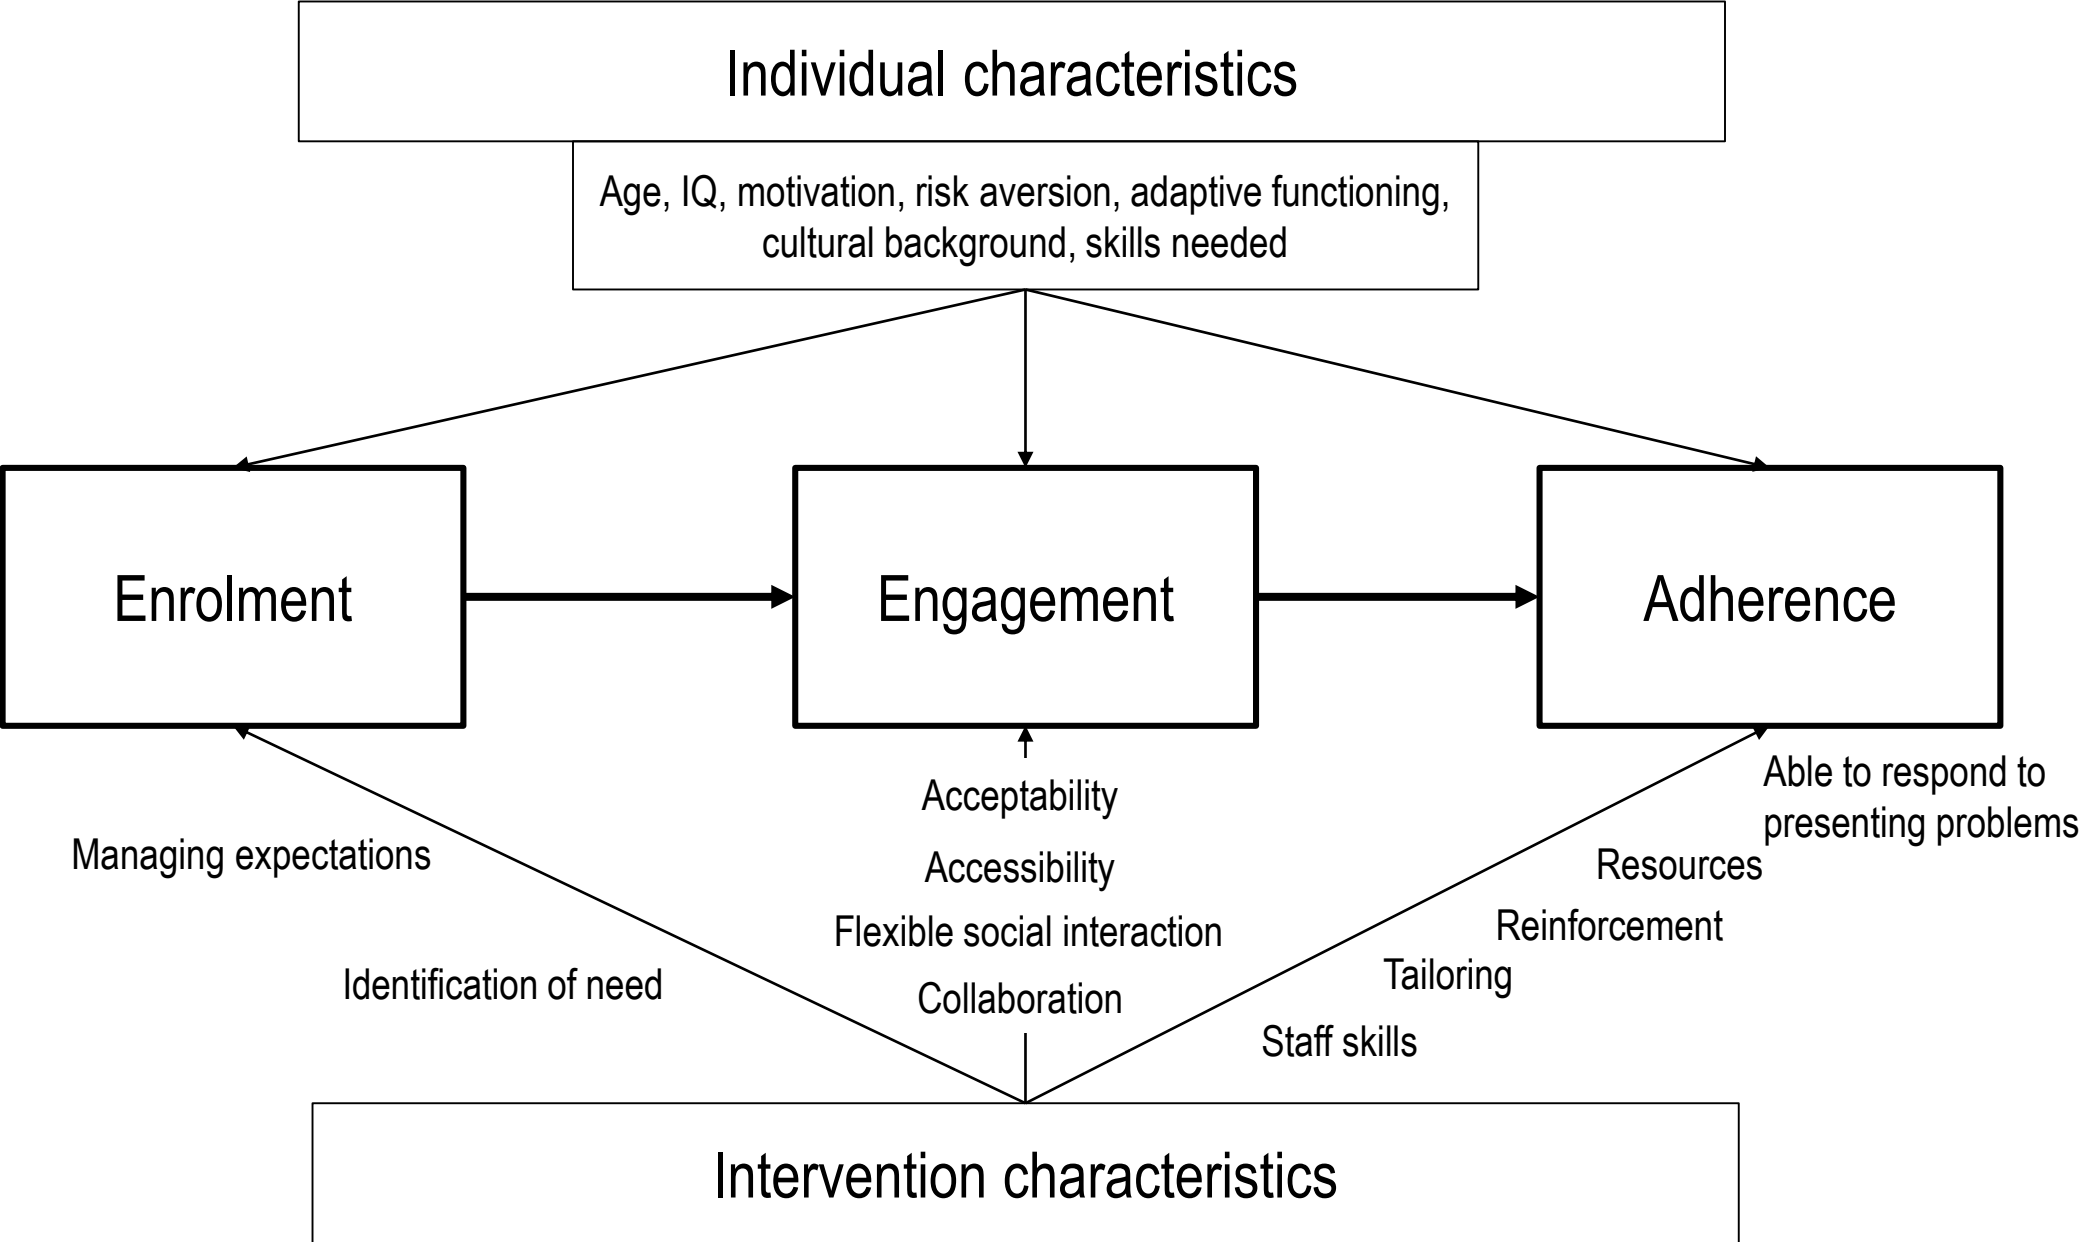 Individual characteristics
Age, IQ, motivation, risk aversion, adaptive functioning,
cultural background, skills needed
Enrolment
Engagement
Adherence
Managing expectations
Identification of need
Acceptability
Accessibility
Flexible social interaction
Collaboration
Able to respond to
presenting problems
Resources
Reinforcement
Tailoring
Staff skills
Intervention characteristics